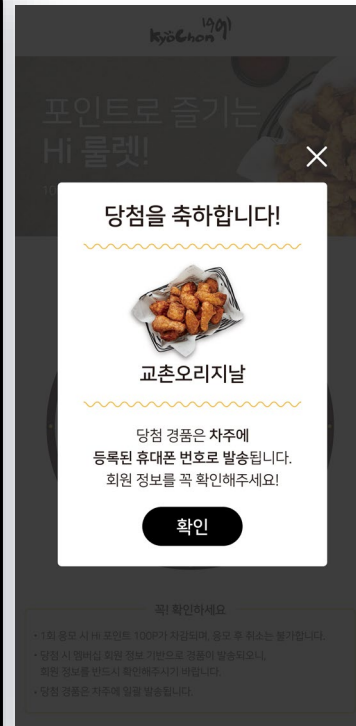 KyoChon 1991
포인트로 즐기는
Hi 룰렛!
당첨을 축하합니다!
교촌오리지날
당첨 경품은 차주에
등록된 휴대폰 번호로 발송됩니다.
회원 정보를 꼭 확인해주세요!
확인
꼭! 확인하세요
• 1회 응모 시 Hi 포인트 100P가 차감되며, 응모 후 취소는 불가합니다.
• 당첨 시 멤버십 회원 정보 기반으로 경품이 발송되오니,
회원 정보를 반드시 확인해주시기 바랍니다.
• 당첨 경품은 차주에 일괄 발송됩니다.